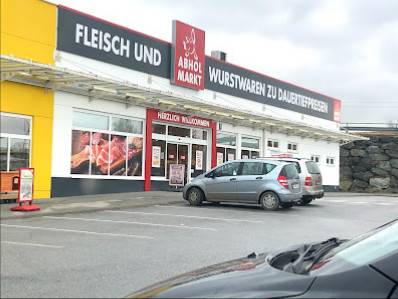 FLEISCH UND
ABHOL
MARKT
WURSTWAREN ZU DAUERTIEFPREISEN
HERZLICH WILLKOMMEN